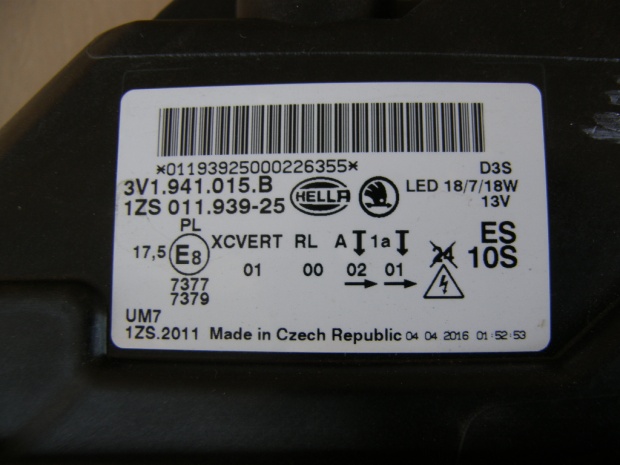 *01193925000226355*
3V1.941.015.B HELLA D3S
1ZS 011.939-25 LED 18/7/18W
13V
PL
17,5 E8 XCVERT RL A 1a 24 ES
01 00 02 01 10S
7377
7379
UM7
1ZS.2011 Made in Czech Republic 04 04 2016 01:52:53